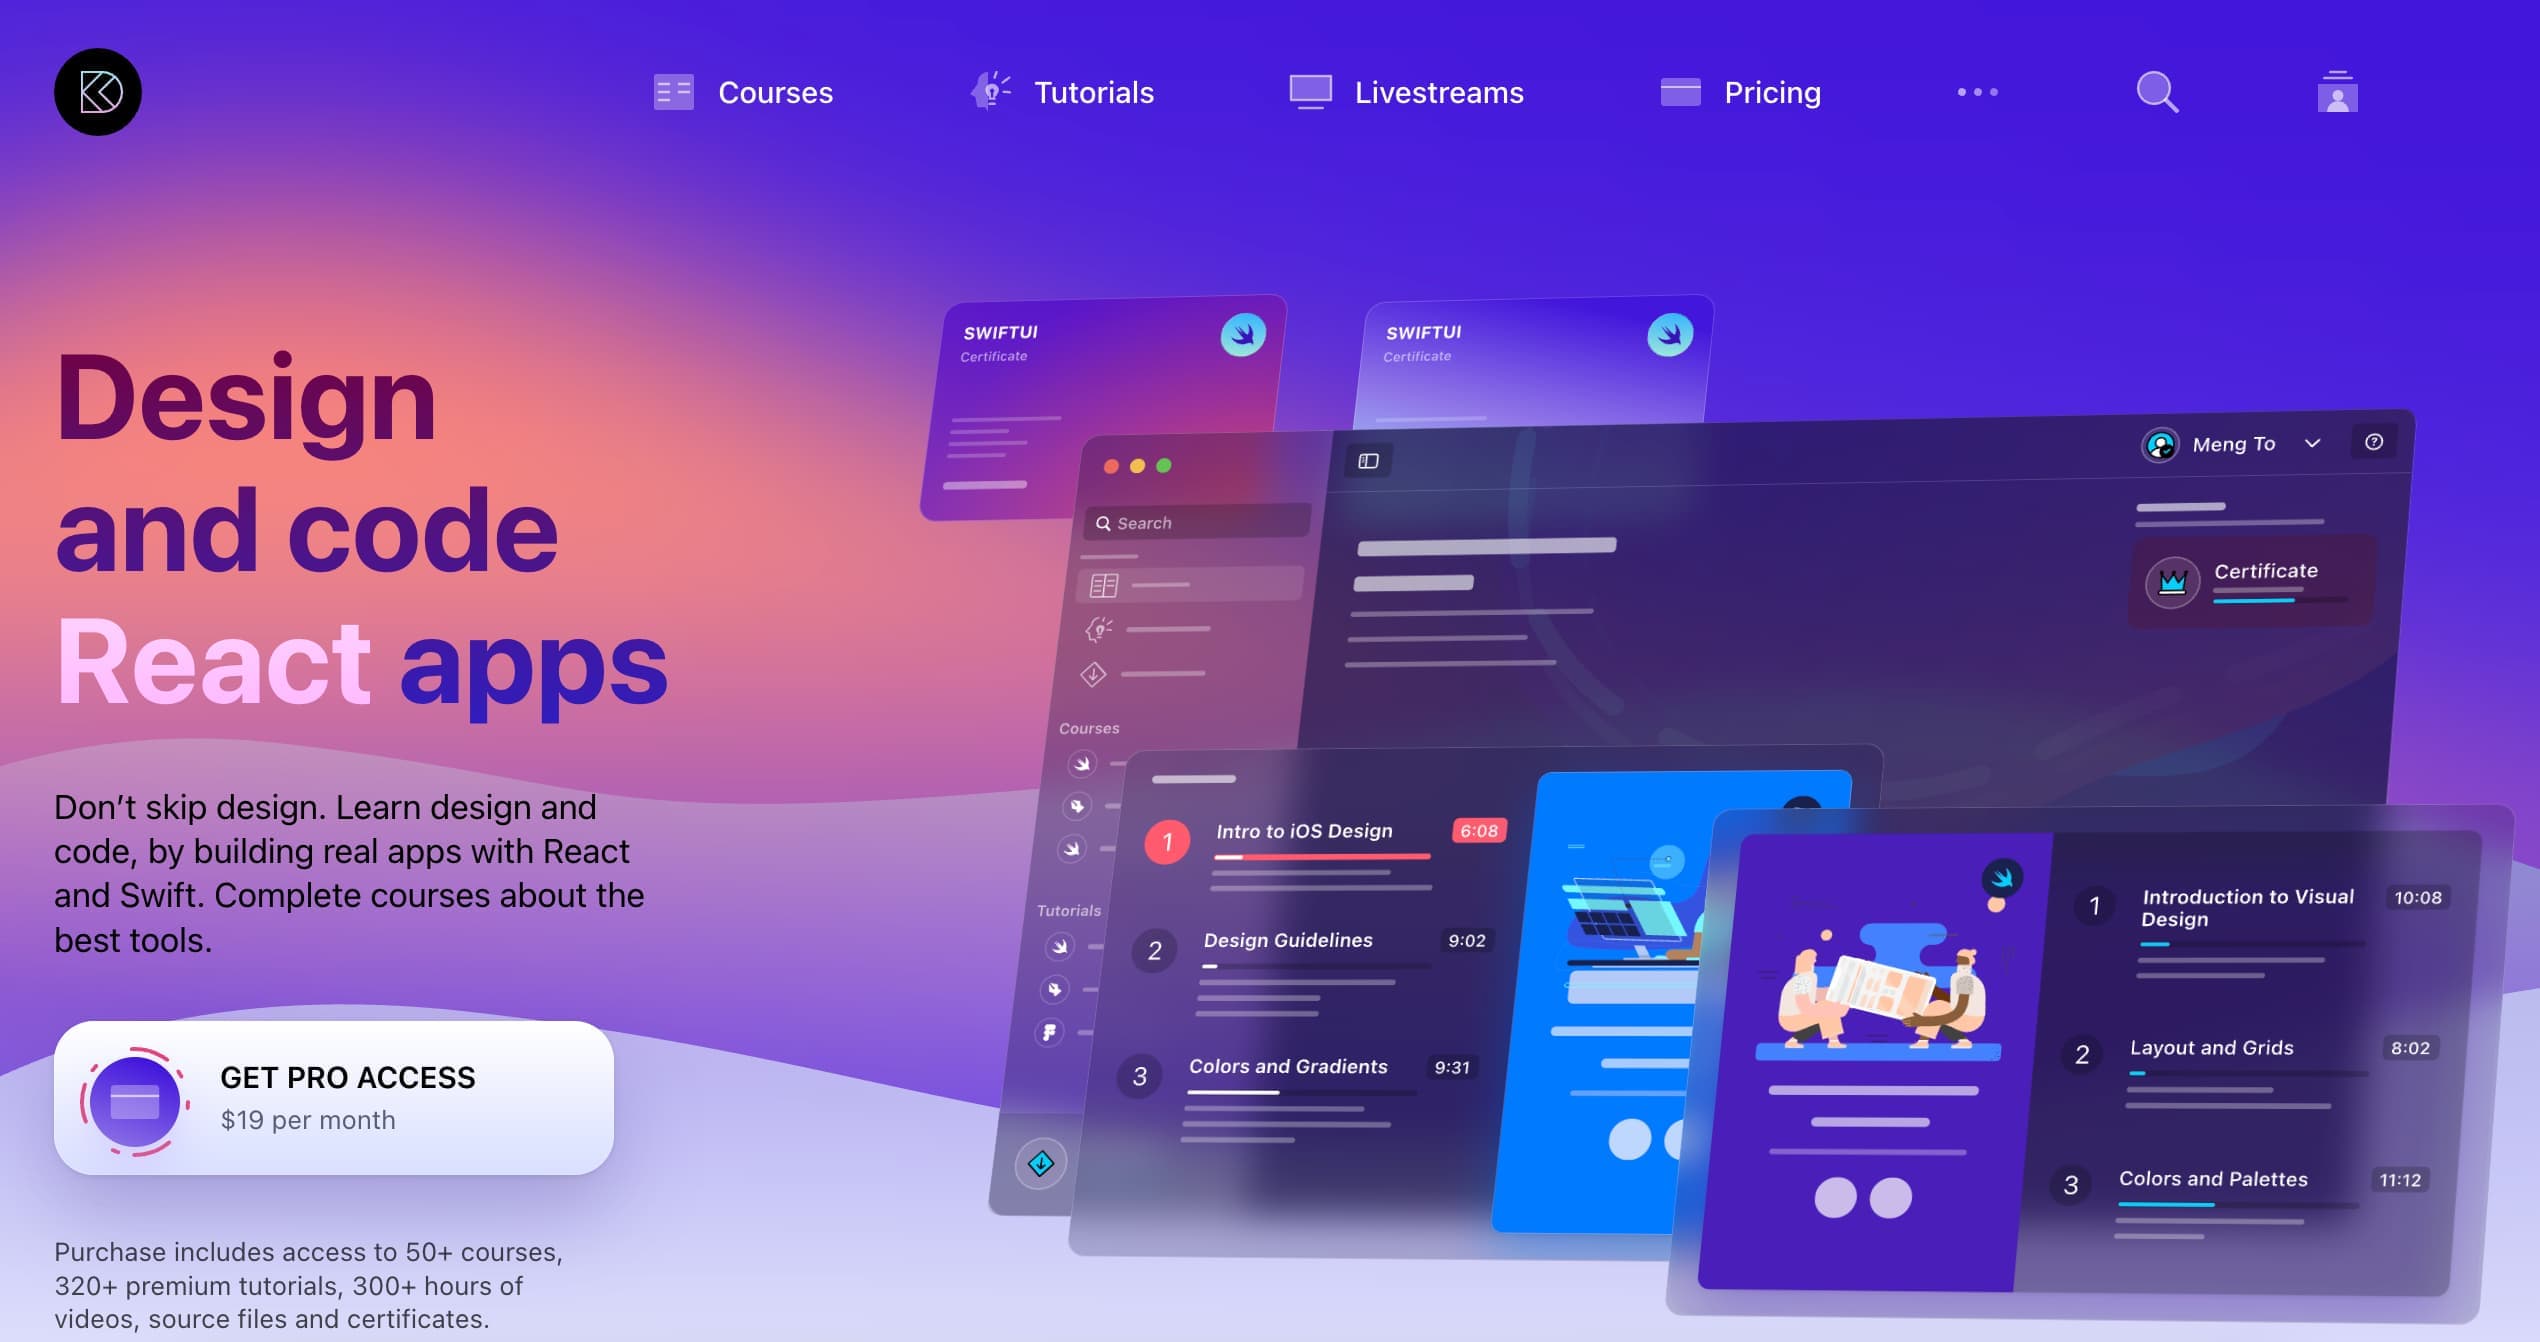 Courses
Tutorials
Livestreams
Pricing
Design
and code
React apps
Don’t skip design. Learn design and
code, by building real apps with React
and Swift. Complete courses about the
best tools.
GET PRO ACCESS
$19 per month
Purchase includes access to 50+ courses,
320+ premium tutorials, 300+ hours of
videos, source files and certificates.
SWIFTUI
Certificate
SWIFTUI
Certificate
Meng To
Search
Certificate
Courses
Tutorials
1 Intro to iOS Design 6:08
2 Design Guidelines 9:02
3 Colors and Gradients 9:31
1 Introduction to Visual 10:08
Design
2 Layout and Grids 8:02
3 Colors and Palettes 11:12